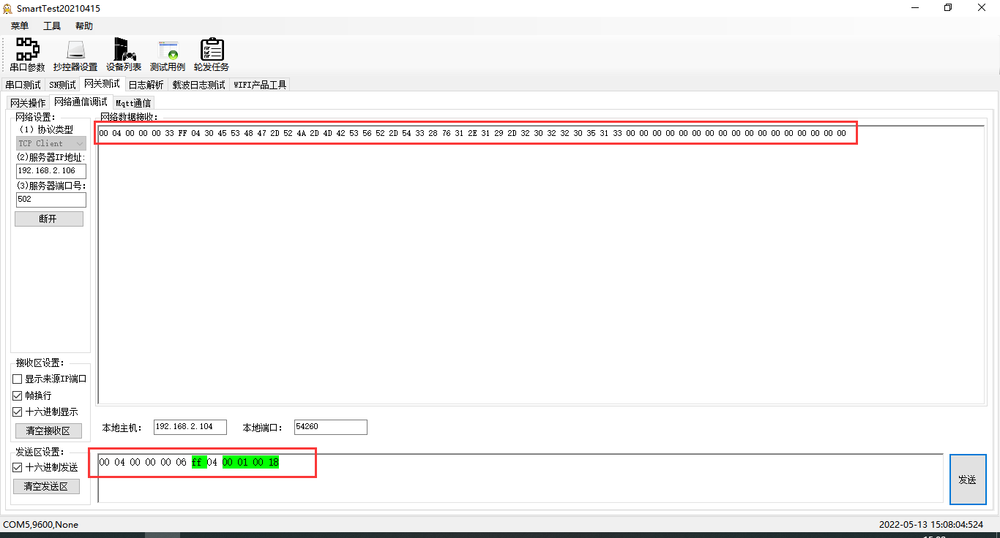 SmartTest20210415
菜单 工具 帮助
串口参数 抄控器设置 设备列表 测试用例 轮发任务
串口测试 SN测试 网关测试 日志解析 载波日志测试 WIFI产品工具
网关操作 网络通信调试 Mqtt通信
网络设置:
(1) 协议类型
TCP Client
(2)服务器IP地址:
192.168.2.106
(3)服务器端口号:
502
断开
网络数据接收:
00 04 00 00 00 33 FF 04 30 45 53 48 47 2D 52 4A 2D 4D 42 53 56 52 2D 54 33 28 76 31 2E 31 29 2D 32 30 32 32 30 35 31 33 00 00 00 00 00 00 00 00 00 00 00 00 00 00 00 00 00
接收区设置:
显示来源IP端口
帧换行
十六进制显示
清空接收区
本地主机: 192.168.2.104 本地端口: 54260
发送区设置:
十六进制发送
清空发送区
00 04 00 00 00 06 ff 04 00 01 00 18
发送
COM5,9600,None 2022-05-13 15:08:04:524